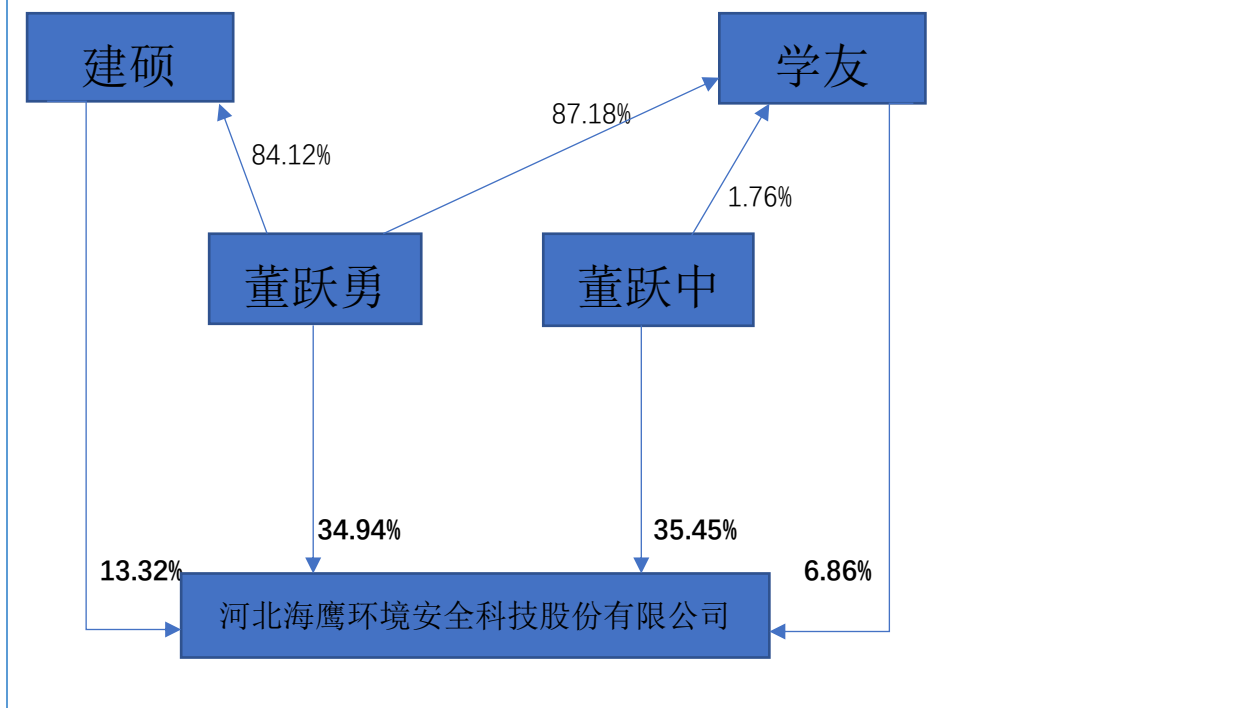 建硕
学友
87.18%
84.12%
1.76%
董跃勇
董跃中
34.94%
35.45%
13.32%
6.86%
河北海鹰环境安全科技股份有限公司